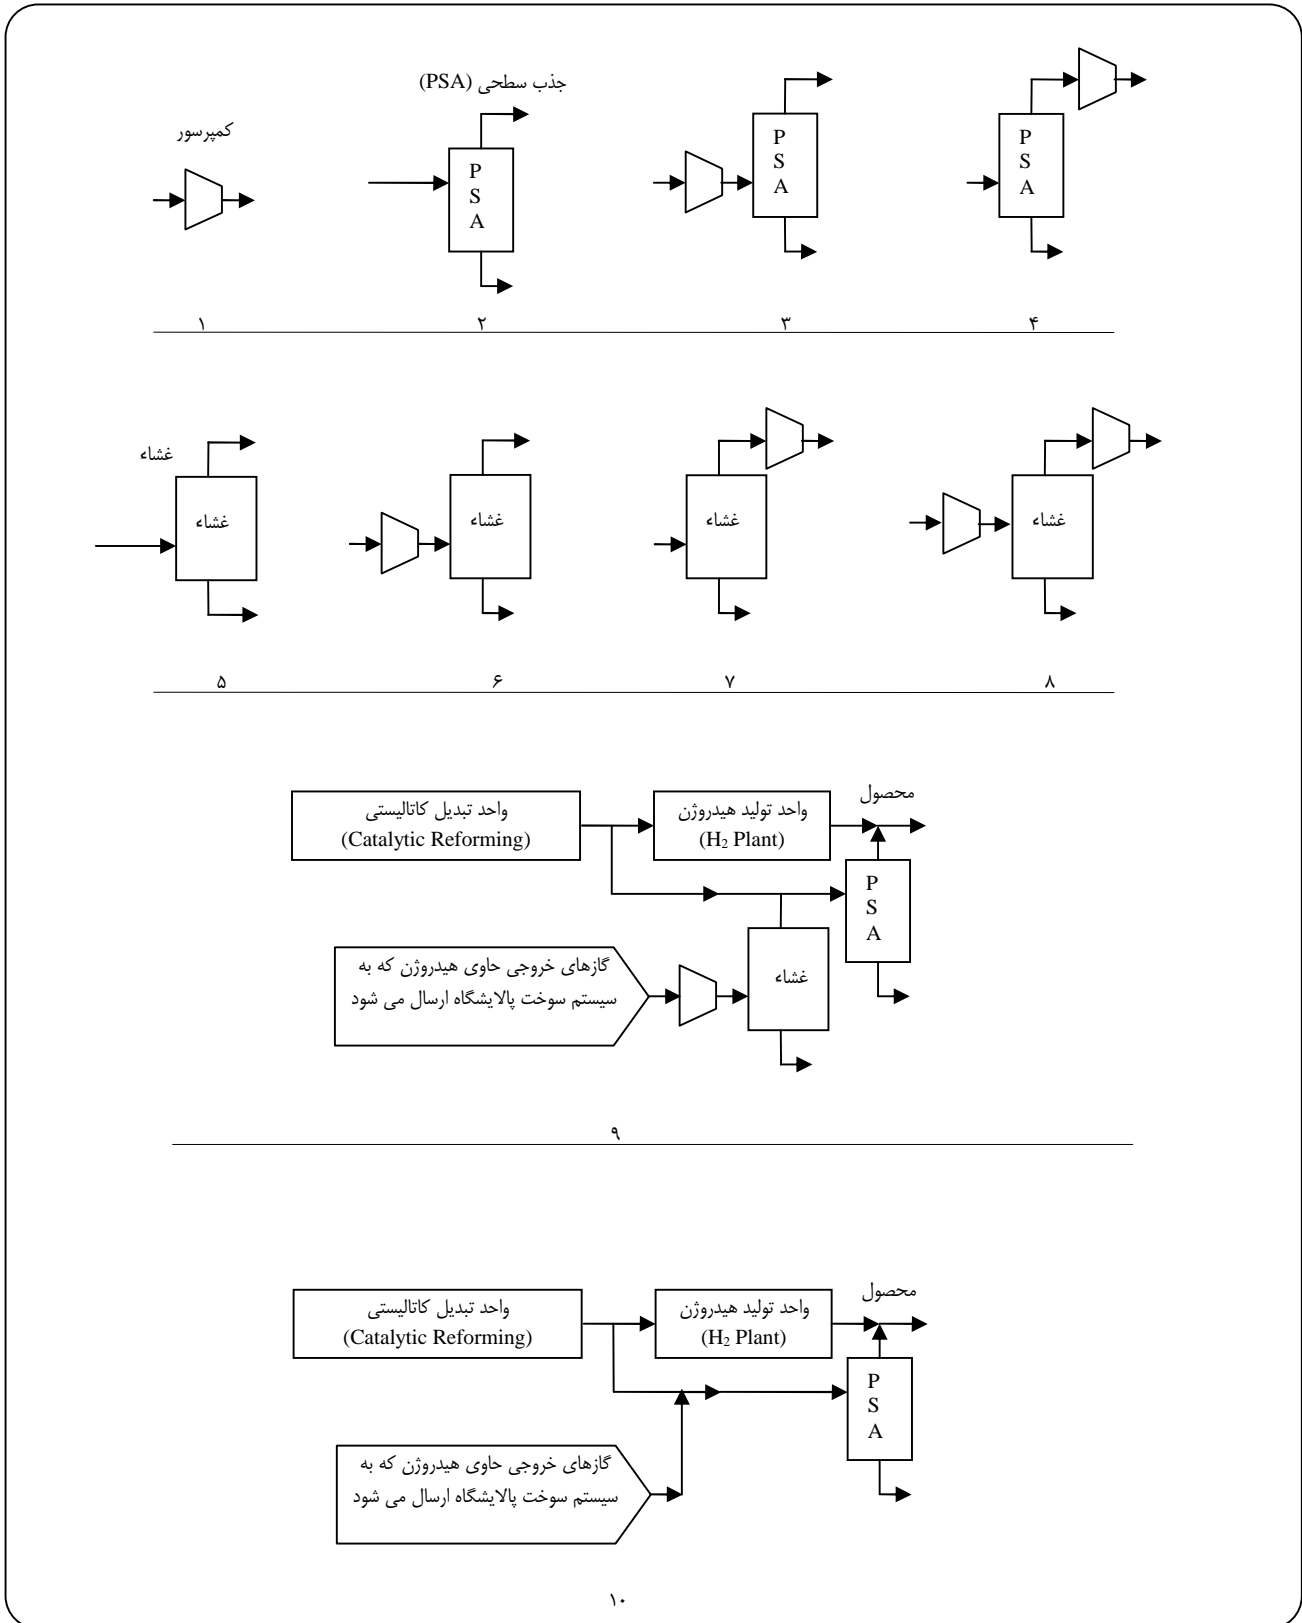 جذب سطحی (PSA)
کمپرسور
P
S
A
P
S
A
P
S
A
۱
۲
۳
۴
غشاء
غشاء
غشاء
غشاء
غشاء
۵
۶
۷
۸
محصول
واحد تبدیل کاتالیستی
(Catalytic Reforming)
واحد تولید هیدروژن
(H₂ Plant)
P
S
A
گازهای خروجی حاوی هیدروژن که به
سیستم سوخت پالایشگاه ارسال می شود
غشاء
۹
محصول
واحد تبدیل کاتالیستی
(Catalytic Reforming)
واحد تولید هیدروژن
(H₂ Plant)
P
S
A
گازهای خروجی حاوی هیدروژن که به
سیستم سوخت پالایشگاه ارسال می شود
۱۰